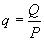 q = Q/P